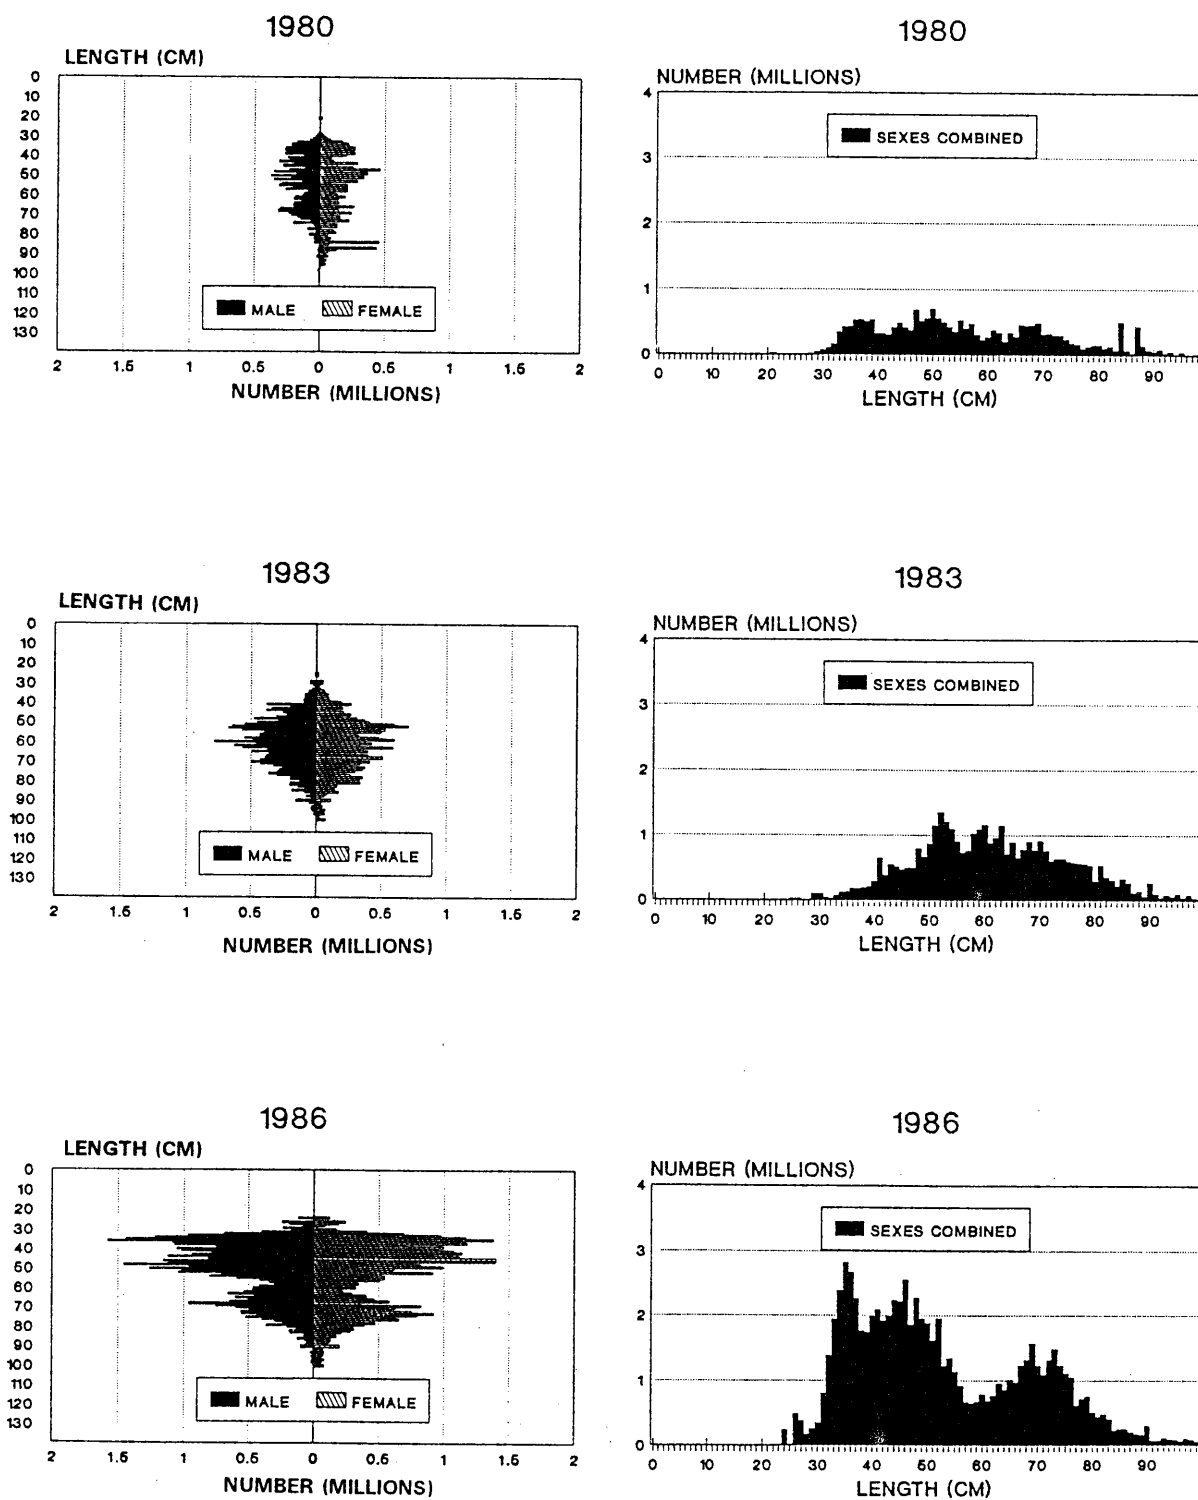 1980
LENGTH (CM)
0
10
20
30
40
50
60
70
80
90
100
110
120
130
MALE FEMALE
2 1.5 1 0.5 0 0.5 1 1.5 2
NUMBER (MILLIONS)
1980
NUMBER (MILLIONS)
4
3
2
1
0
SEXES COMBINED
0 10 20 30 40 50 60 70 80 90
LENGTH (CM)
1983
LENGTH (CM)
0
10
20
30
40
50
60
70
80
90
100
110
120
130
MALE FEMALE
2 1.5 1 0.5 0 0.5 1 1.5 2
NUMBER (MILLIONS)
1983
NUMBER (MILLIONS)
4
3
2
1
0
SEXES COMBINED
0 10 20 30 40 50 60 70 80 90
LENGTH (CM)
1986
LENGTH (CM)
0
10
20
30
40
50
60
70
80
90
100
110
120
130
MALE FEMALE
2 1.5 1 0.5 0 0.5 1 1.5 2
NUMBER (MILLIONS)
1986
NUMBER (MILLIONS)
4
3
2
1
0
SEXES COMBINED
0 10 20 30 40 50 60 70 80 90
LENGTH (CM)